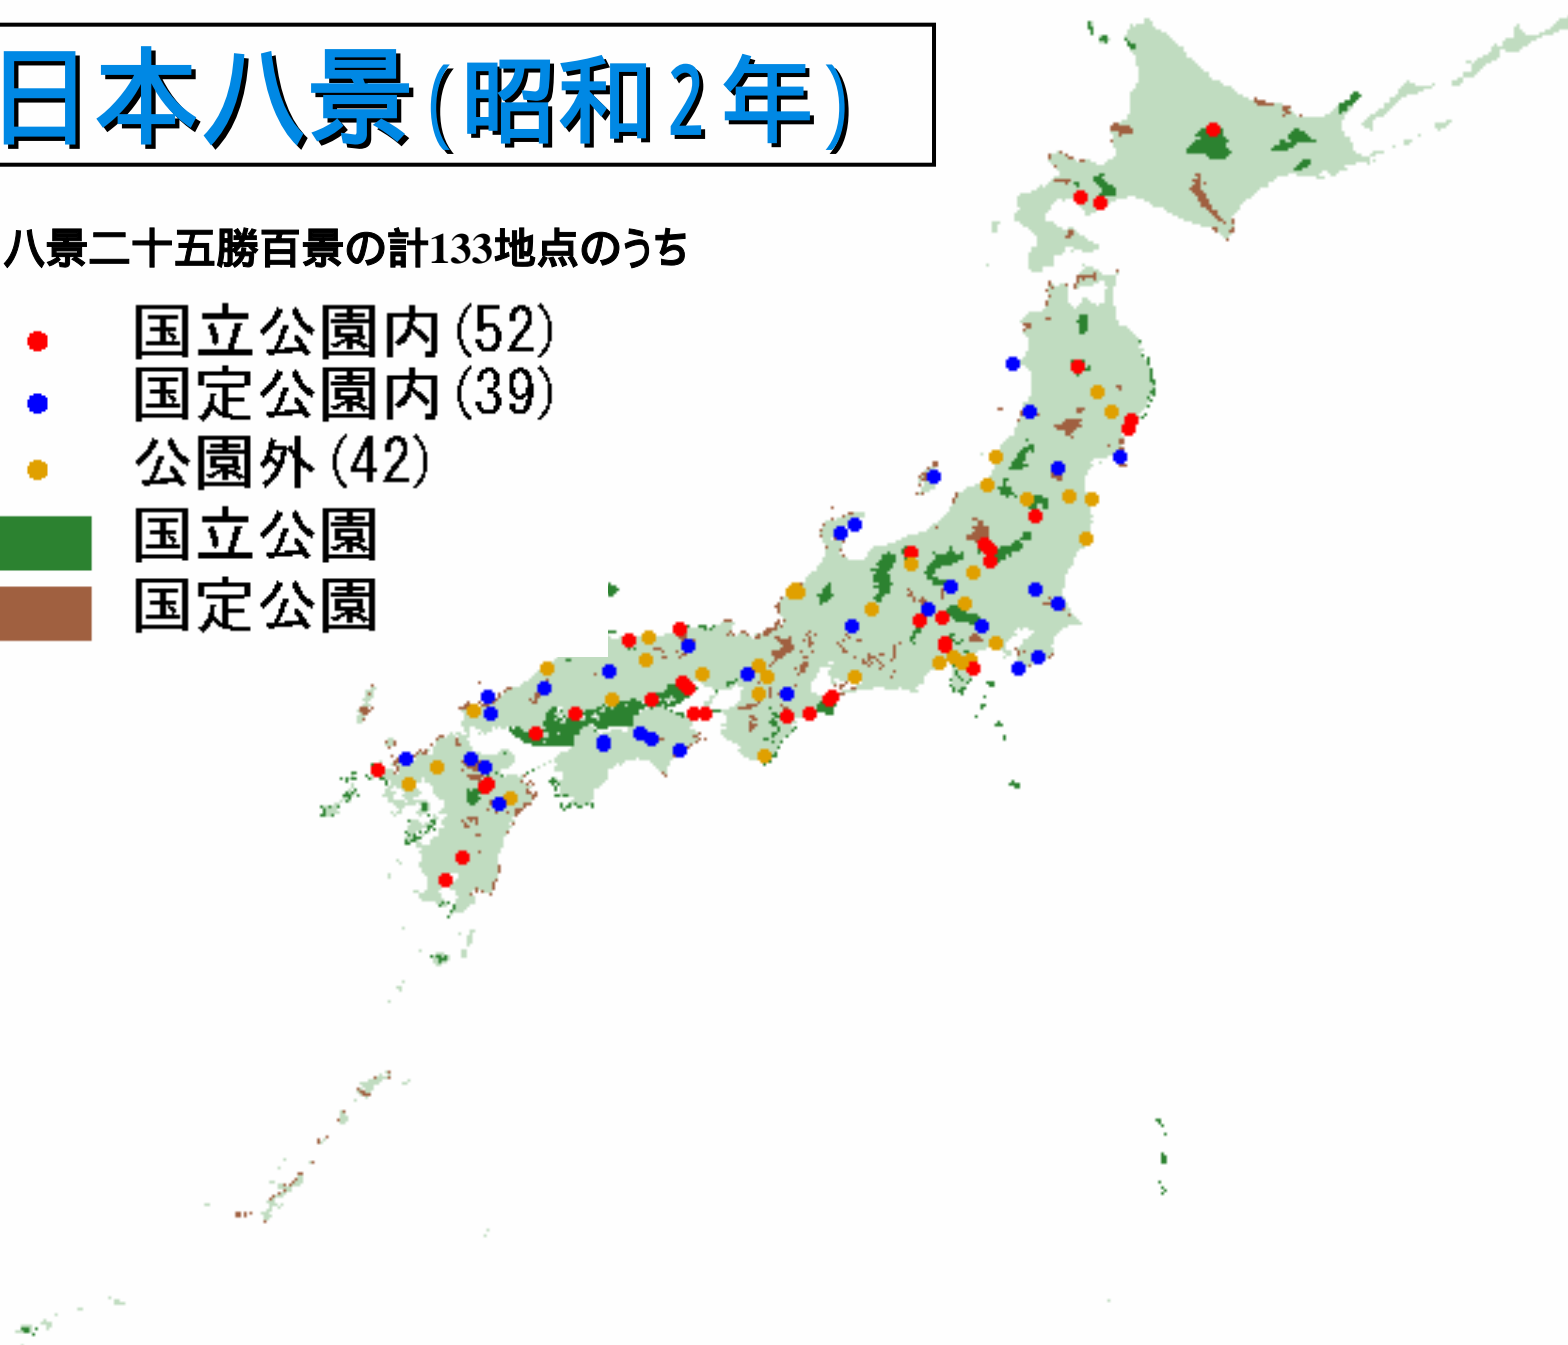 日本八景(昭和2年)
八景二十五勝百景の計133地点のうち
国立公園内(52)
国定公園内(39)
公園外(42)
国立公園
国定公園